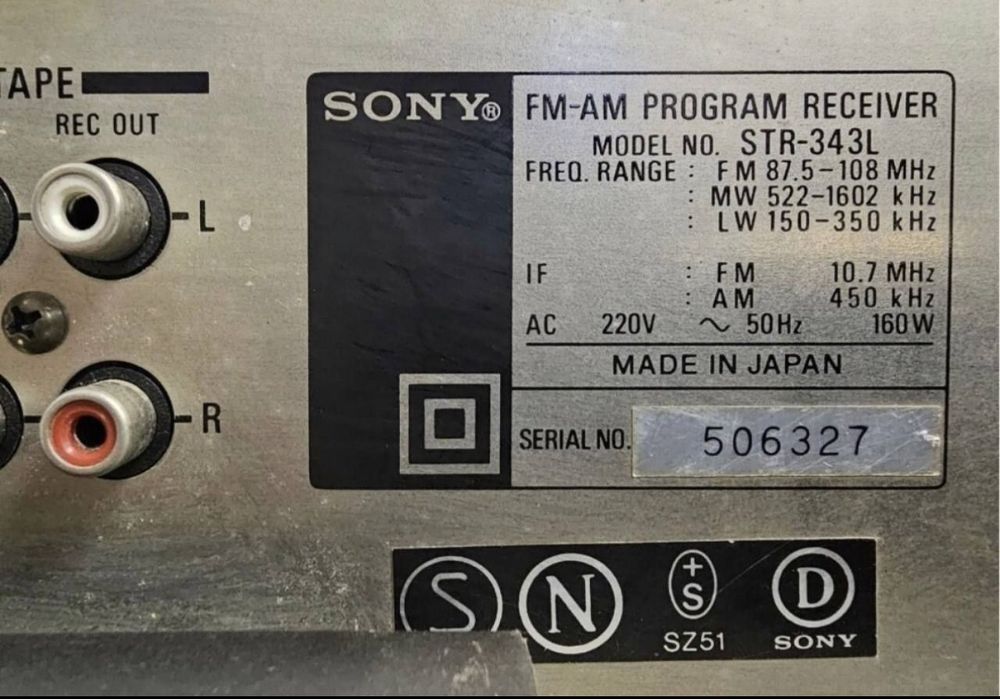 TAPE
REC OUT
L
R
SONY®
FM-AM PROGRAM RECEIVER
MODEL NO. STR-343L
FREQ. RANGE : FM 87.5-108 MHz
: MW 522-1602 kHz
: LW 150-350 kHz
IF : FM 10.7 MHz
: AM 450 kHz
AC 220V ~ 50Hz 160W
MADE IN JAPAN
SERIAL NO. 506327
S N +S D
SZ51 SONY